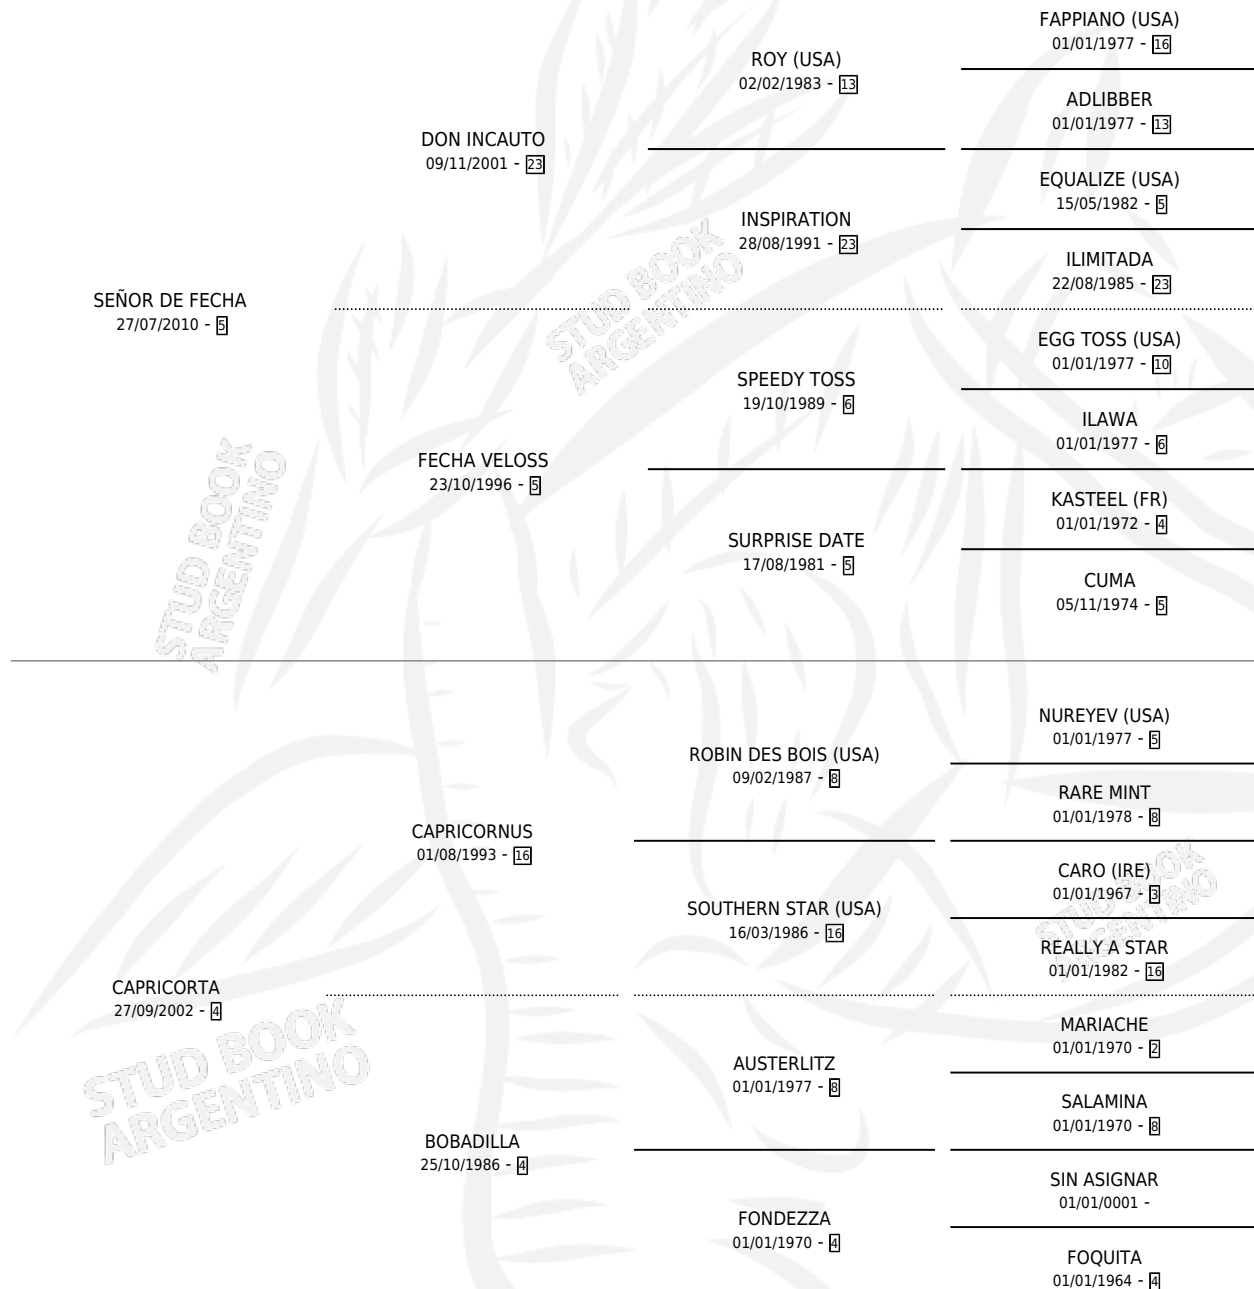 FAPPIANO (USA)
01/01/1977 - 16
ROY (USA)
02/02/1983 - 13
ADLIBBER
01/01/1977 - 13
DON INCAUTO
09/11/2001 - 23
EQUALIZE (USA)
15/05/1982 - 5
INSPIRATION
28/08/1991 - 23
ILIMITADA
22/08/1985 - 23
SEÑOR DE FECHA
27/07/2010 - 5
EGG TOSS (USA)
01/01/1977 - 10
SPEEDY TOSS
19/10/1989 - 6
ILAWA
01/01/1977 - 6
FECHA VELOSS
23/10/1996 - 5
KASTEEL (FR)
01/01/1972 - 4
SURPRISE DATE
17/08/1981 - 5
CUMA
05/11/1974 - 5
NUREYEV (USA)
01/01/1977 - 5
ROBIN DES BOIS (USA)
09/02/1987 - 8
RARE MINT
01/01/1978 - 8
CAPRICORNUS
01/08/1993 - 16
CARO (IRE)
01/01/1967 - 3
SOUTHERN STAR (USA)
16/03/1986 - 16
REALLY A STAR
01/01/1982 - 16
CAPRICORTA
27/09/2002 - 4
MARIACHE
01/01/1970 - 2
AUSTERLITZ
01/01/1977 - 8
SALAMINA
01/01/1970 - 8
BOBADILLA
25/10/1986 - 4
SIN ASIGNAR
01/01/0001 -
FONDEZZA
01/01/1970 - 4
FOQUITA
01/01/1964 - 4
STUD BOOK
ARGENTINO
STUD BOOK
ARGENTINO
STUD BOOK
ARGENTINO
STUD BOOK
ARGENTINO